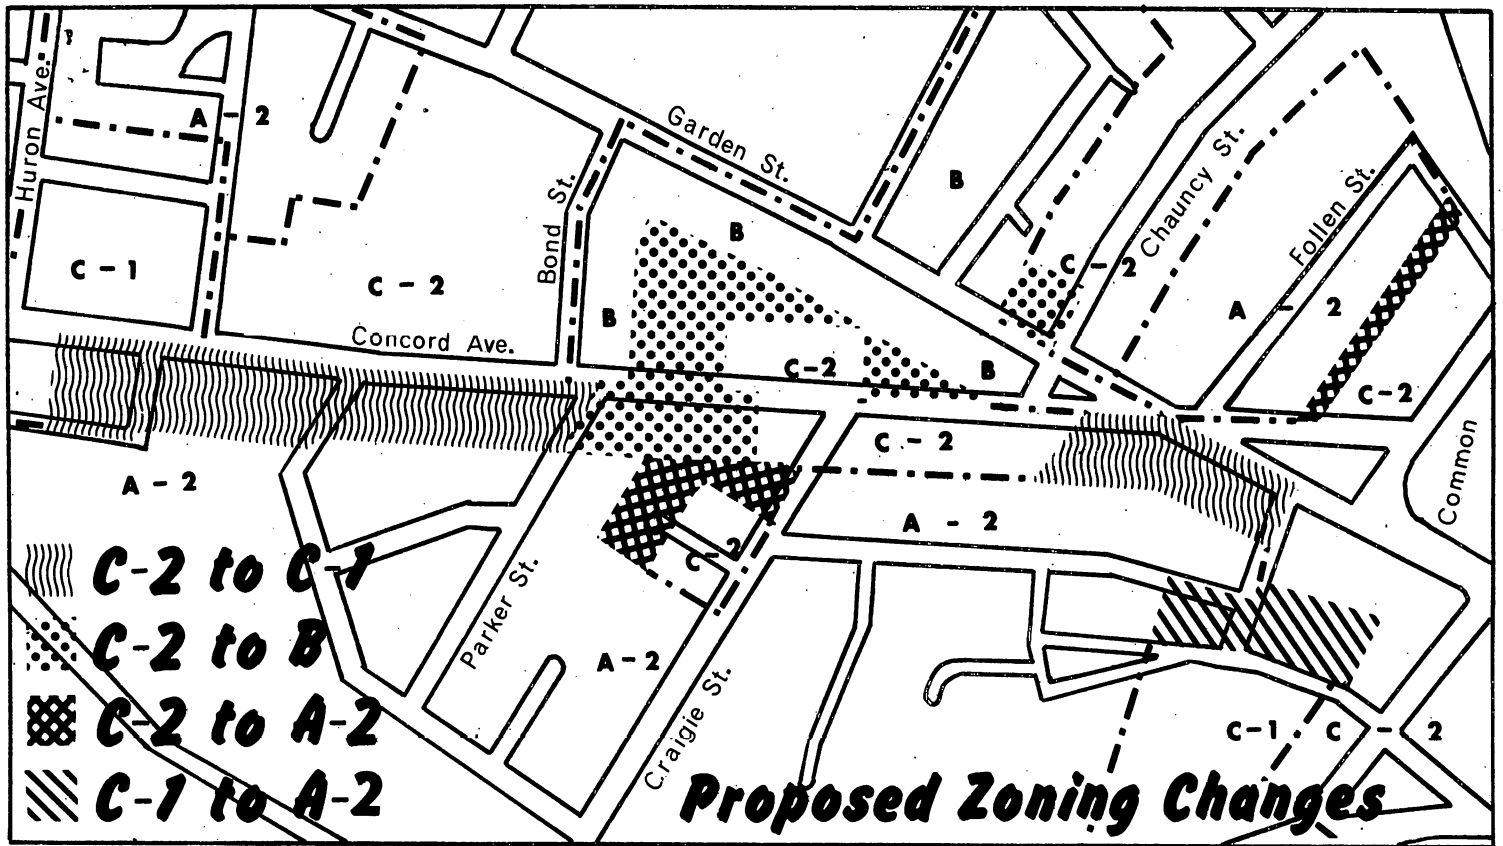 Huron Ave.
A - 2
Garden St.
B
Chauncy St.
Follen St.
Bond St.
B
C - 1
C - 2
C - 2
B
A - 2
Concord Ave.
C-2
B
C-2
C - 2
Common
A - 2
A - 2
C-2
C-2 to C-1
C-2 to B
C-2 to A-2
C-1 to A-2
Parker St.
A-2
Craigie St.
C-1
C - 2
Proposed Zoning Changes